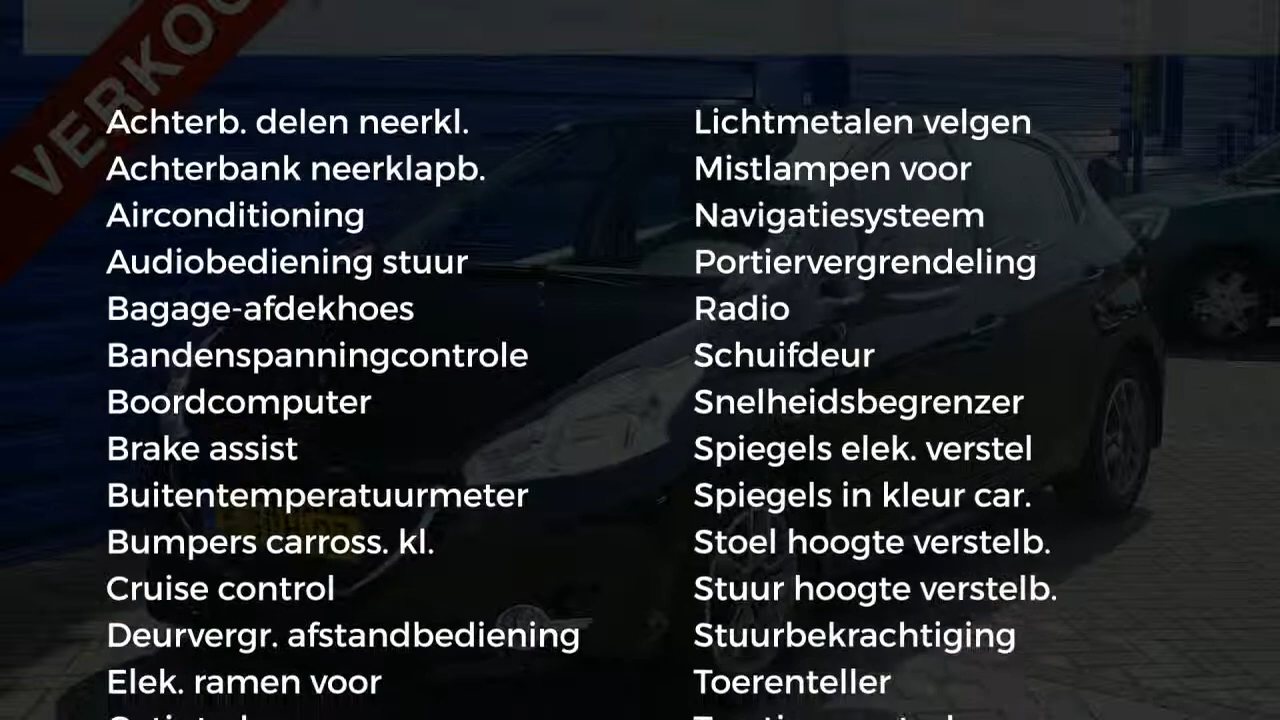 VERKO
Achterb. delen neerkl.
Achterbank neerklapb.
Airconditioning
Audiobediening stuur
Bagage-afdekhoes
Bandenspanningcontrole
Boordcomputer
Brake assist
Buitentemperatuurmeter
Bumpers carross. kl.
Cruise control
Deurvergr. afstandbediening
Elek. ramen voor
Lichtmetalen velgen
Mistlampen voor
Navigatiesysteem
Portiervergrendeling
Radio
Schuifdeur
Snelheidsbegrenzer
Spiegels elek. verstel
Spiegels in kleur car.
Stoel hoogte verstelb.
Stuur hoogte verstelb.
Stuurbekrachtiging
Toerenteller